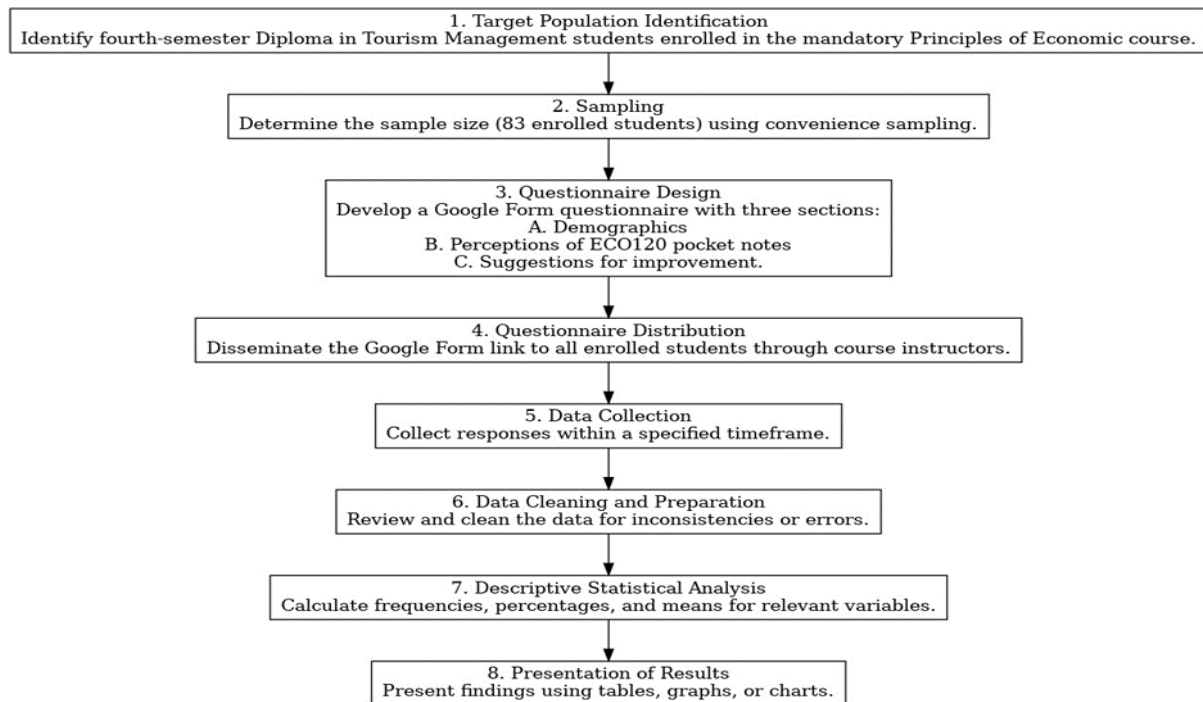 1. Target Population Identification
Identify fourth-semester Diploma in Tourism Management students enrolled in the mandatory Principles of Economic course.
2. Sampling
Determine the sample size (83 enrolled students) using convenience sampling.
3. Questionnaire Design
Develop a Google Form questionnaire with three sections:
A. Demographics
B. Perceptions of ECO120 pocket notes
C. Suggestions for improvement.
4. Questionnaire Distribution
Disseminate the Google Form link to all enrolled students through course instructors.
5. Data Collection
Collect responses within a specified timeframe.
6. Data Cleaning and Preparation
Review and clean the data for inconsistencies or errors.
7. Descriptive Statistical Analysis
Calculate frequencies, percentages, and means for relevant variables.
8. Presentation of Results
Present findings using tables, graphs, or charts.